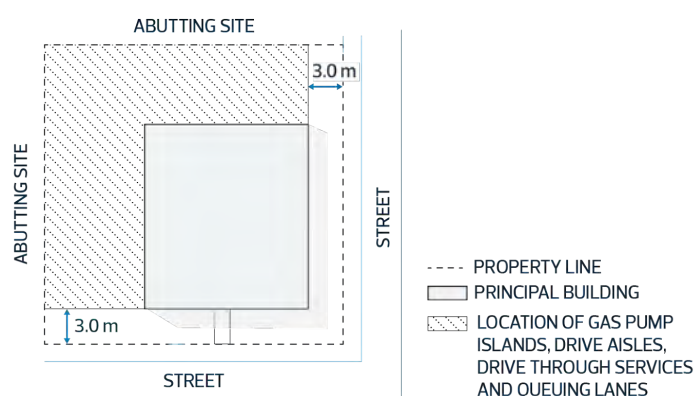 ABUTTING SITE
3.0 m
ABUTTING SITE
STREET
3.0 m
STREET
PROPERTY LINE
PRINCIPAL BUILDING
LOCATION OF GAS PUMP
ISLANDS, DRIVE AISLES,
DRIVE THROUGH SERVICES
AND QUEUING LANES